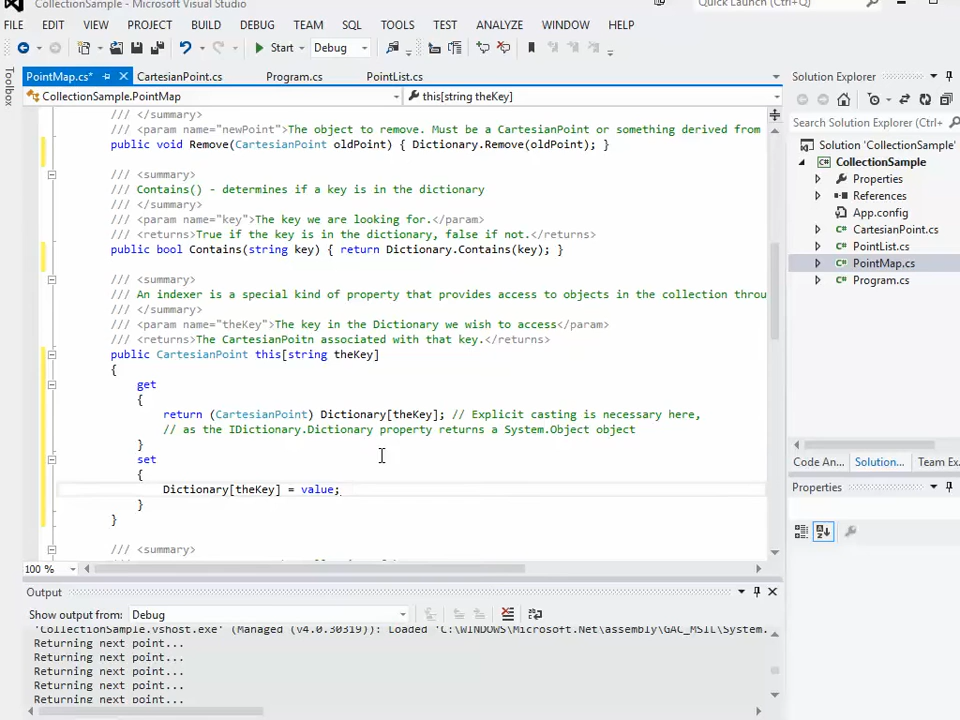 CollectionSample - Microsoft Visual Studio
Quick Launch (Ctrl+Q)
FILE EDIT VIEW PROJECT BUILD DEBUG TEAM SQL TOOLS TEST ANALYZE WINDOW HELP
Start Debug
Toolbox
PointMap.cs* CartesianPoint.cs Program.cs PointList.cs
CollectionSample.PointMap this[string theKey]
/// </summary>
/// <param name="newPoint">The object to remove. Must be a CartesianPoint or something derived from
public void Remove(CartesianPoint oldPoint) { Dictionary.Remove(oldPoint); }
/// <summary>
/// Contains() - determines if a key is in the dictionary
/// </summary>
/// <param name="key">The key we are looking for.</param>
/// <returns>True if the key is in the dictionary, false if not.</returns>
public bool Contains(string key) { return Dictionary.Contains(key); }
/// <summary>
/// An indexer is a special kind of property that provides access to objects in the collection throu
/// </summary>
/// <param name="theKey">The key in the Dictionary we wish to access</param>
/// <returns>The CartesianPoitn associated with that key.</returns>
public CartesianPoint this[string theKey]
{
get
{
return (CartesianPoint) Dictionary[theKey]; // Explicit casting is necessary here,
// as the IDictionary.Dictionary property returns a System.Object object
}
set
{
Dictionary[theKey] = value;
}
}
/// <summary>
100 %
Output
Show output from: Debug
'CollectionSample.vshost.exe' (Managed (v4.0.30319)): Loaded 'C:\WINDOWS\Microsoft.Net\assembly\GAC_MSIL\System.
Returning next point...
Returning next point...
Returning next point...
Returning next point...
Returning next point...
Solution Explorer
Search Solution Explorer (Ctrl+
Solution 'CollectionSample'
CollectionSample
Properties
References
App.config
CartesianPoint.cs
PointList.cs
PointMap.cs
Program.cs
Code An... Solution... Team Ex
Properties